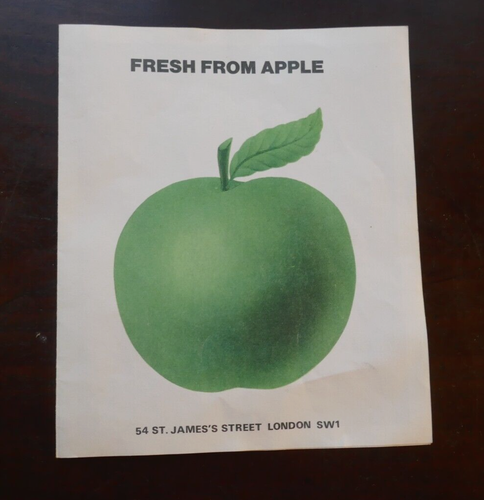 FRESH FROM APPLE
54 ST. JAMES'S STREET LONDON SW1